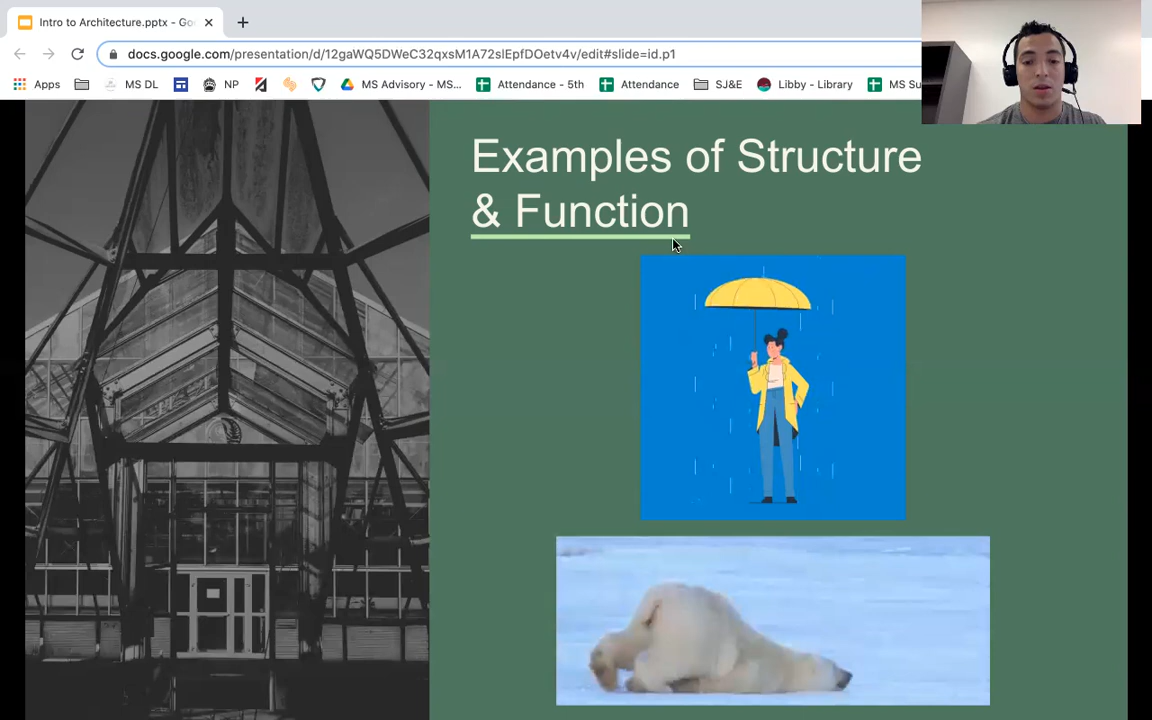 Intro to Architecture.pptx - Go
docs.google.com/presentation/d/12gaWQ5DWeC32qxsM1A72slEpfDOetv4v/edit#slide=id.p1
Apps MS DL NP MS Advisory - MS... Attendance - 5th Attendance SJ&E Libby - Library MS Su
Examples of Structure
& Function